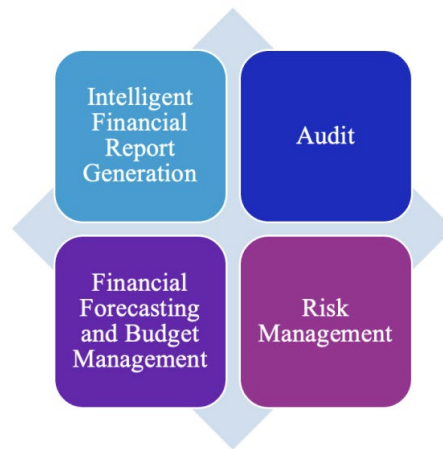 Intelligent
Financial
Report
Generation
Audit
Financial
Forecasting
and Budget
Management
Risk
Management